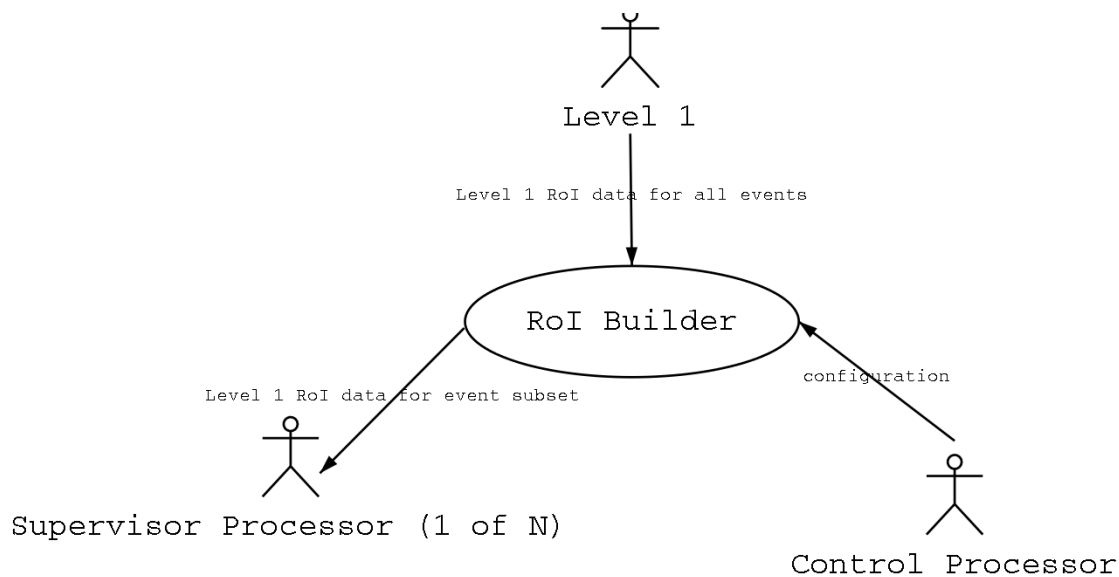 Level 1
Level 1 RoI data for all events
RoI Builder
configuration
Level 1 RoI data for event subset
Supervisor Processor (1 of N)
Control Processor